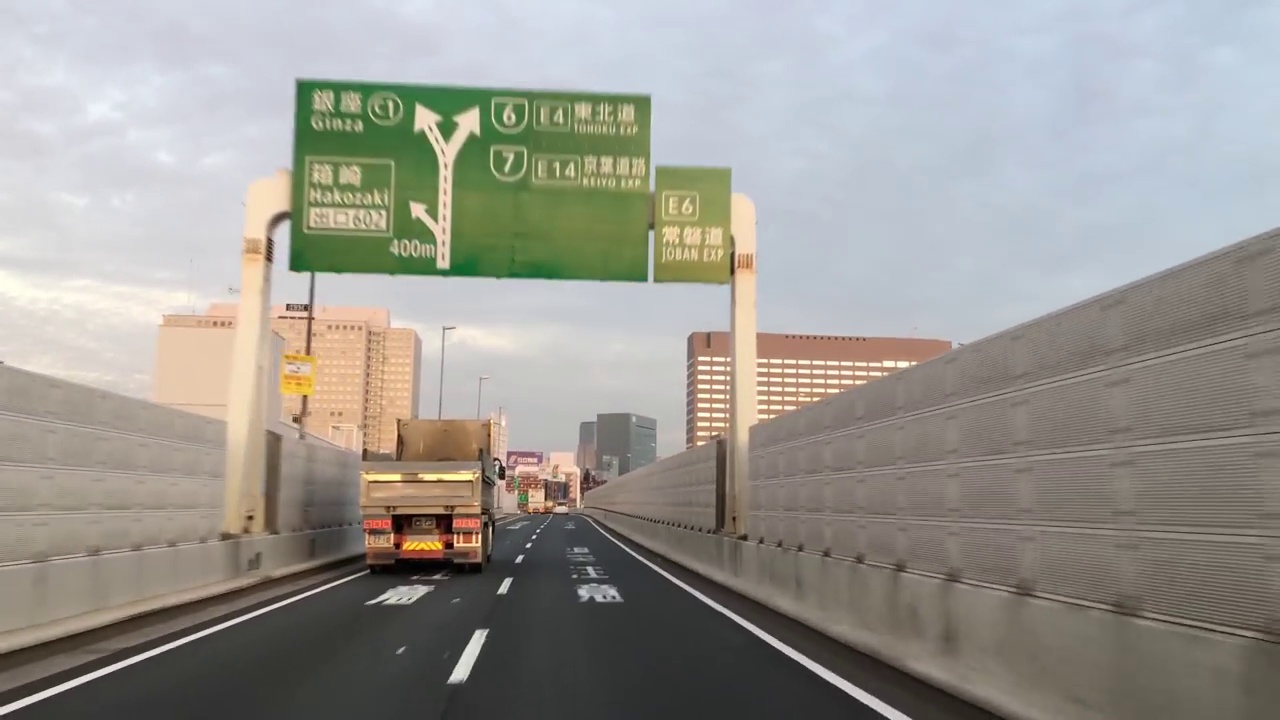 銀座 C1
Ginza
箱崎
Hakozaki
出口602
400m
6 E4 東北道
TOHOKU EXP
7 E14 京葉道路
KEIYO EXP
E6
常磐道
JOBAN EXP